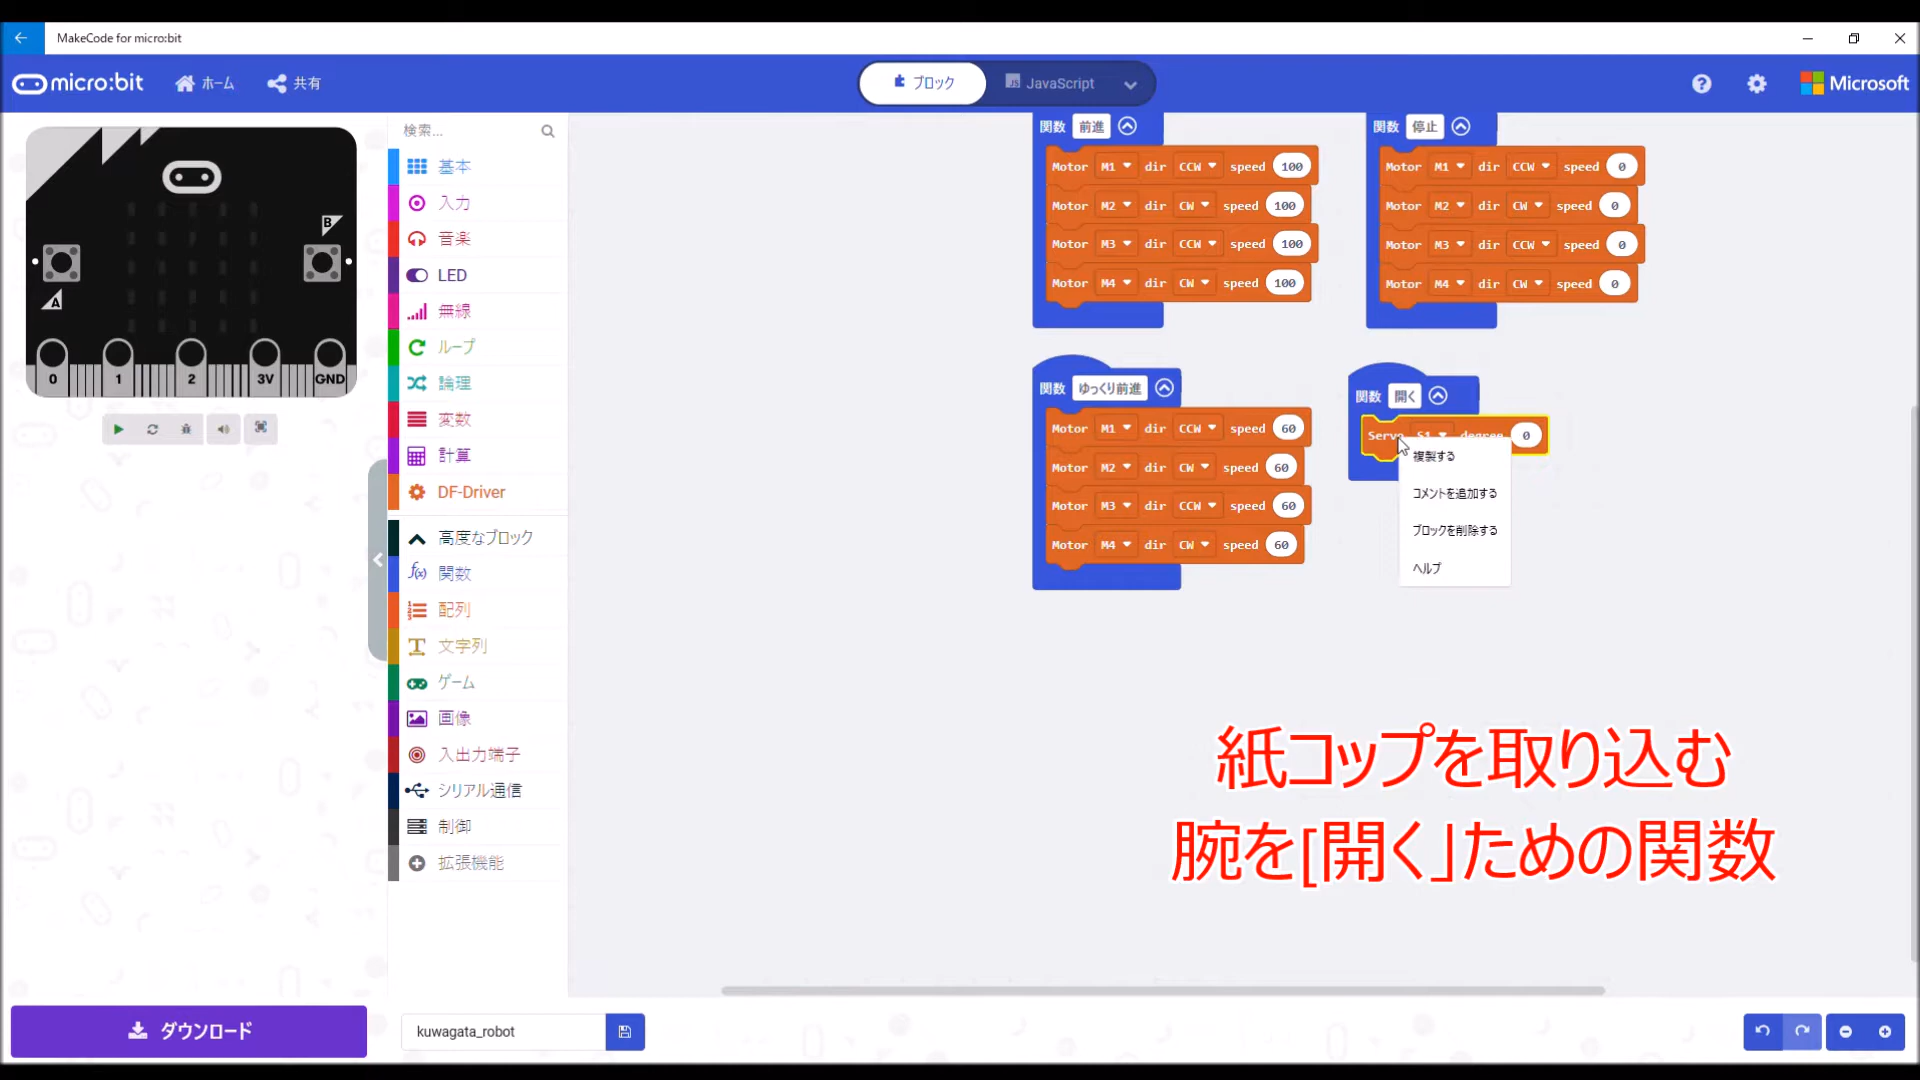 MakeCode for micro:bit
micro:bit ホーム 共有 ブロック JavaScript Microsoft
B
A
0 1 2 3V GND
検索...
基本
入力
音楽
LED
無線
ループ
論理
変数
計算
DF-Driver
高度なブロック
関数
配列
文字列
ゲーム
画像
入出力端子
シリアル通信
制御
拡張機能
関数 前進
Motor M1 dir CCW speed 100
Motor M2 dir CW speed 100
Motor M3 dir CCW speed 100
Motor M4 dir CW speed 100
関数 停止
Motor M1 dir CCW speed 0
Motor M2 dir CW speed 0
Motor M3 dir CCW speed 0
Motor M4 dir CW speed 0
関数 ゆっくり前進
Motor M1 dir CCW speed 60
Motor M2 dir CW speed 60
Motor M3 dir CCW speed 60
Motor M4 dir CW speed 60
関数 開く
Servo S1 degree 0
複製する
コメントを追加する
ブロックを削除する
ヘルプ
紙コップを取り込む
腕を[開く」ための関数
ダウンロード
kuwagata_robot